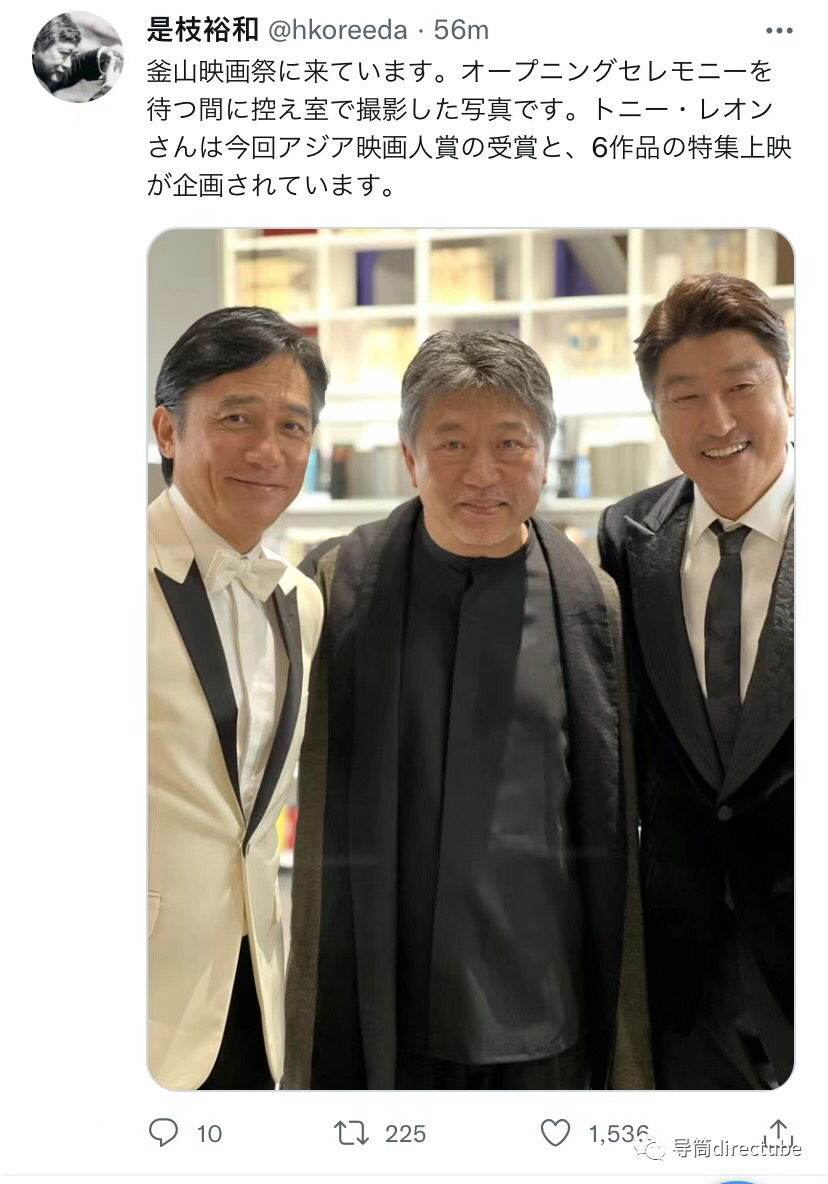 是枝裕和 @hkoreeda · 56m
釜山映画祭に来ています。オープニングセレモニーを
待つ間に控え室で撮影した写真です。トニー・レオン
さんは今回アジア映画人賞の受賞と、6作品の特集上映
が企画されています。
10 225 1,536
导筒directube